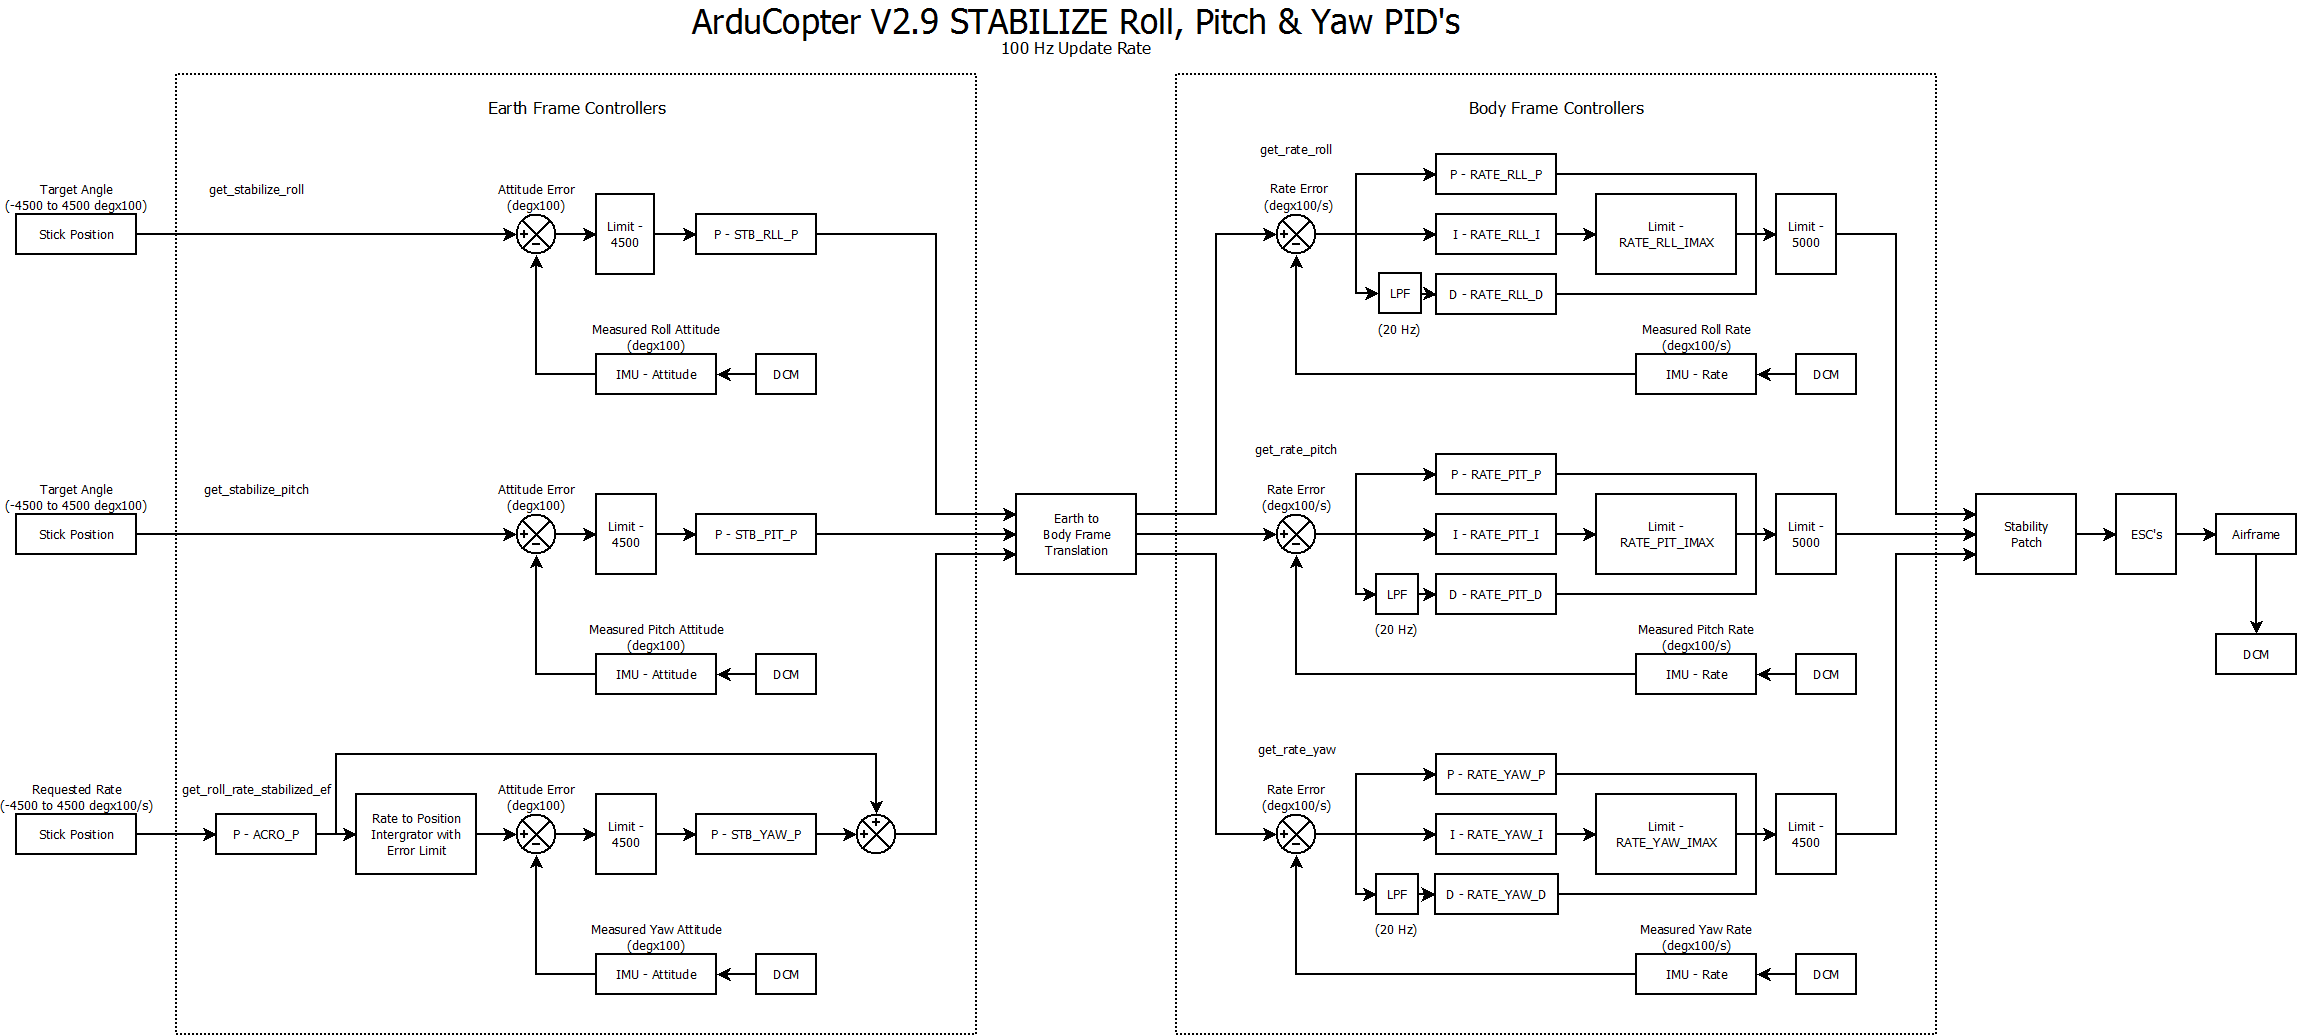 ArduCopter V2.9 STABILIZE Roll, Pitch & Yaw PID's
100 Hz Update Rate
Earth Frame Controllers
Body Frame Controllers
Target Angle
(-4500 to 4500 degx100)
Stick Position
get_stabilize_roll
Attitude Error
(degx100)
+
−
Limit -
4500
P - STB_RLL_P
Measured Roll Attitude
(degx100)
IMU - Attitude
DCM
Target Angle
(-4500 to 4500 degx100)
Stick Position
get_stabilize_pitch
Attitude Error
(degx100)
+
−
Limit -
4500
P - STB_PIT_P
Measured Pitch Attitude
(degx100)
IMU - Attitude
DCM
Requested Rate
(-4500 to 4500 degx100/s)
Stick Position
get_roll_rate_stabilized_ef
P - ACRO_P
Rate to Position
Intergrator with
Error Limit
Attitude Error
(degx100)
+
−
Limit -
4500
P - STB_YAW_P
+
+
Measured Yaw Attitude
(degx100)
IMU - Attitude
DCM
Earth to
Body Frame
Translation
get_rate_roll
Rate Error
(degx100/s)
+
−
P - RATE_RLL_P
I - RATE_RLL_I
Limit -
RATE_RLL_IMAX
Limit -
5000
LPF
(20 Hz)
D - RATE_RLL_D
Measured Roll Rate
(degx100/s)
IMU - Rate
DCM
get_rate_pitch
Rate Error
(degx100/s)
+
−
P - RATE_PIT_P
I - RATE_PIT_I
Limit -
RATE_PIT_IMAX
Limit -
5000
LPF
(20 Hz)
D - RATE_PIT_D
Measured Pitch Rate
(degx100/s)
IMU - Rate
DCM
get_rate_yaw
Rate Error
(degx100/s)
+
−
P - RATE_YAW_P
I - RATE_YAW_I
Limit -
RATE_YAW_IMAX
Limit -
4500
LPF
(20 Hz)
D - RATE_YAW_D
Measured Yaw Rate
(degx100/s)
IMU - Rate
DCM
Stability
Patch
ESC's
Airframe
DCM